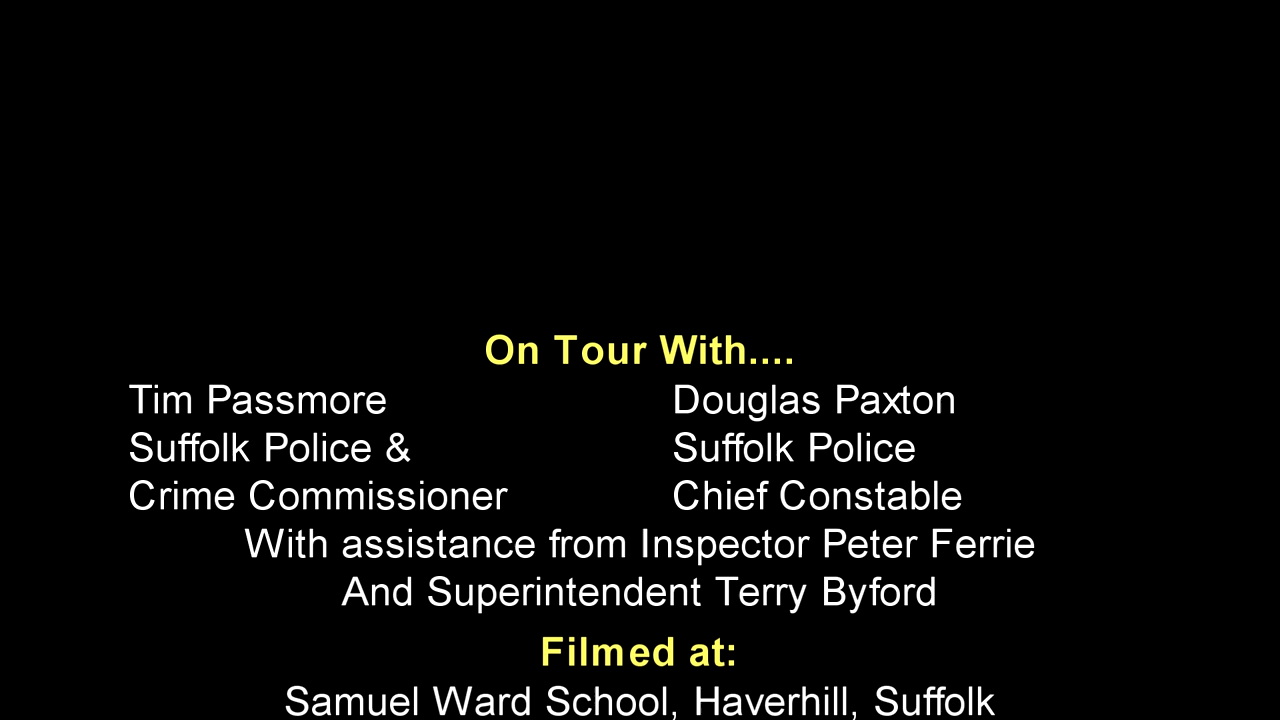 On Tour With....
Tim Passmore
Suffolk Police &
Crime Commissioner
Douglas Paxton
Suffolk Police
Chief Constable
With assistance from Inspector Peter Ferrie
And Superintendent Terry Byford
Filmed at:
Samuel Ward School, Haverhill, Suffolk